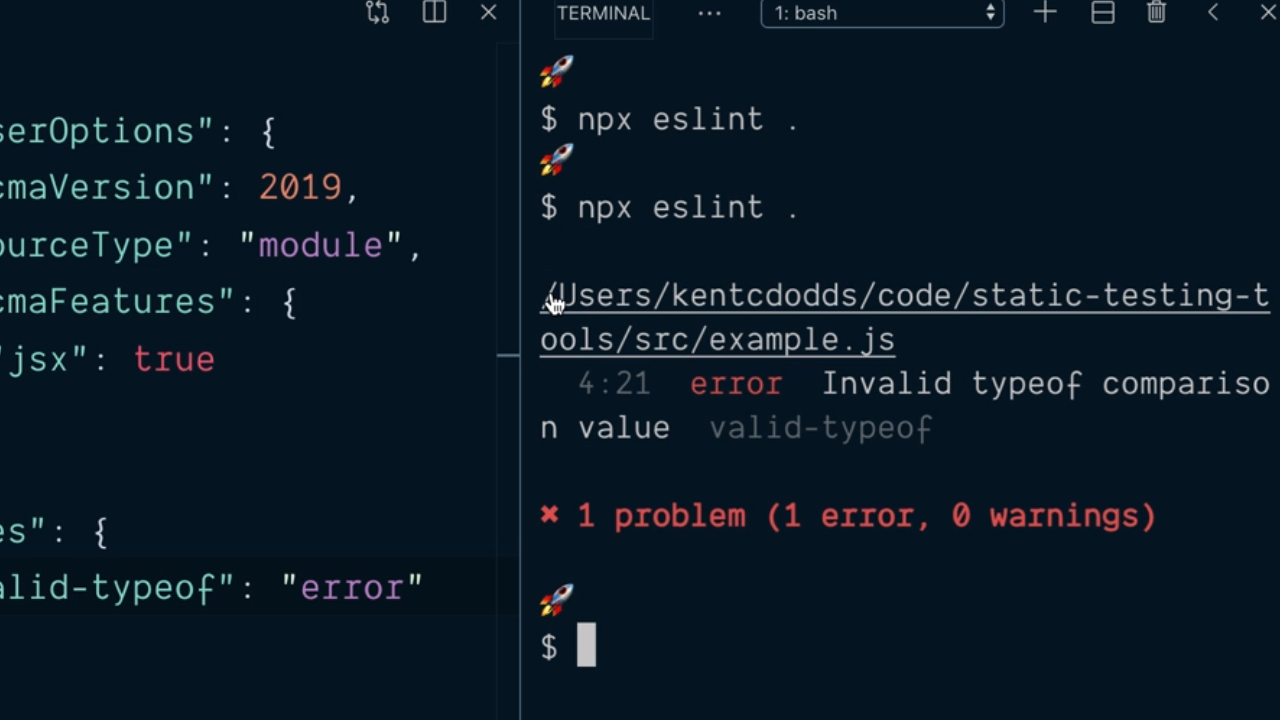 TERMINAL
1: bash
serOptions": {
cmaVersion": 2019,
ourceType": "module",
cmaFeatures": {
"jsx": true
es": {
alid-typeof": "error"
$ npx eslint .
$ npx eslint .
/Users/kentcdodds/code/static-testing-t
ools/src/example.js
4:21 error Invalid typeof compariso
n value valid-typeof
✖ 1 problem (1 error, 0 warnings)
$